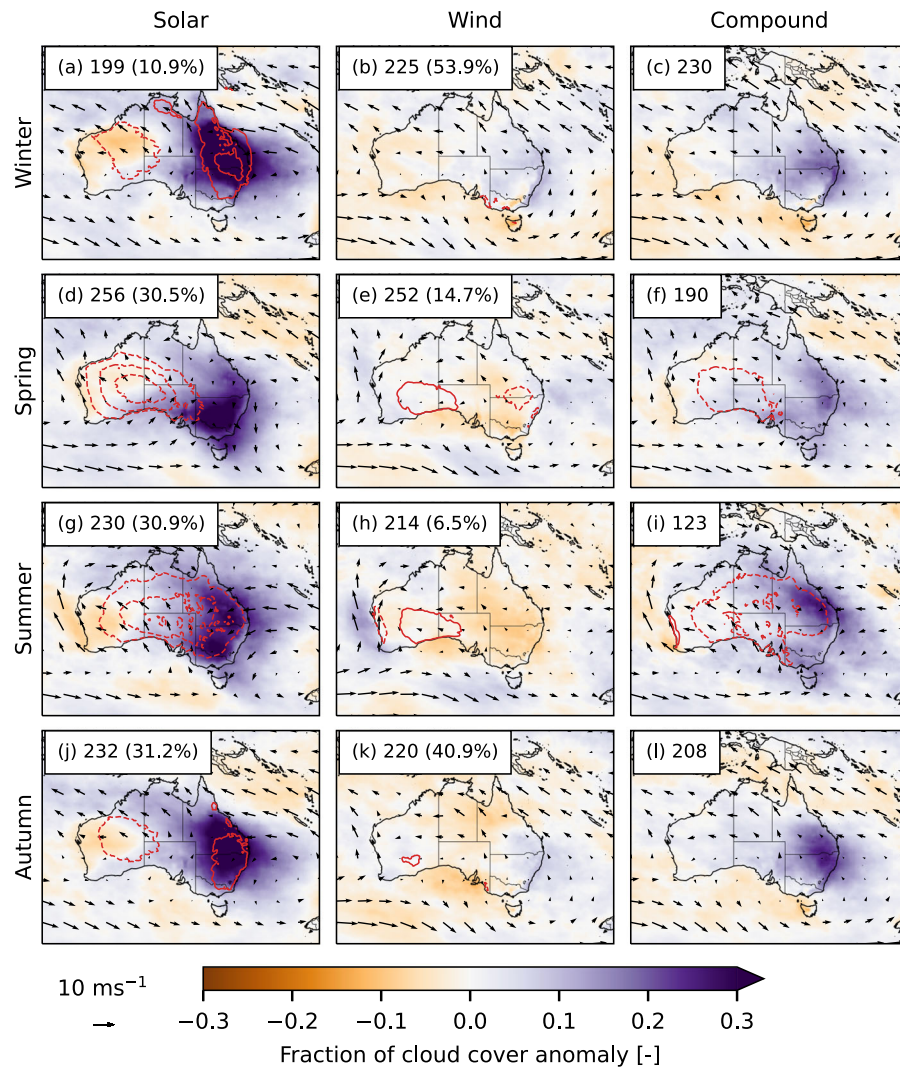 Solar Wind Compound
Winter
(a) 199 (10.9%) (b) 225 (53.9%) (c) 230
Spring
(d) 256 (30.5%) (e) 252 (14.7%) (f) 190
Summer
(g) 230 (30.9%) (h) 214 (6.5%) (i) 123
Autumn
(j) 232 (31.2%) (k) 220 (40.9%) (l) 208
10 ms⁻¹
−0.3 −0.2 −0.1 0.0 0.1 0.2 0.3
Fraction of cloud cover anomaly [-]